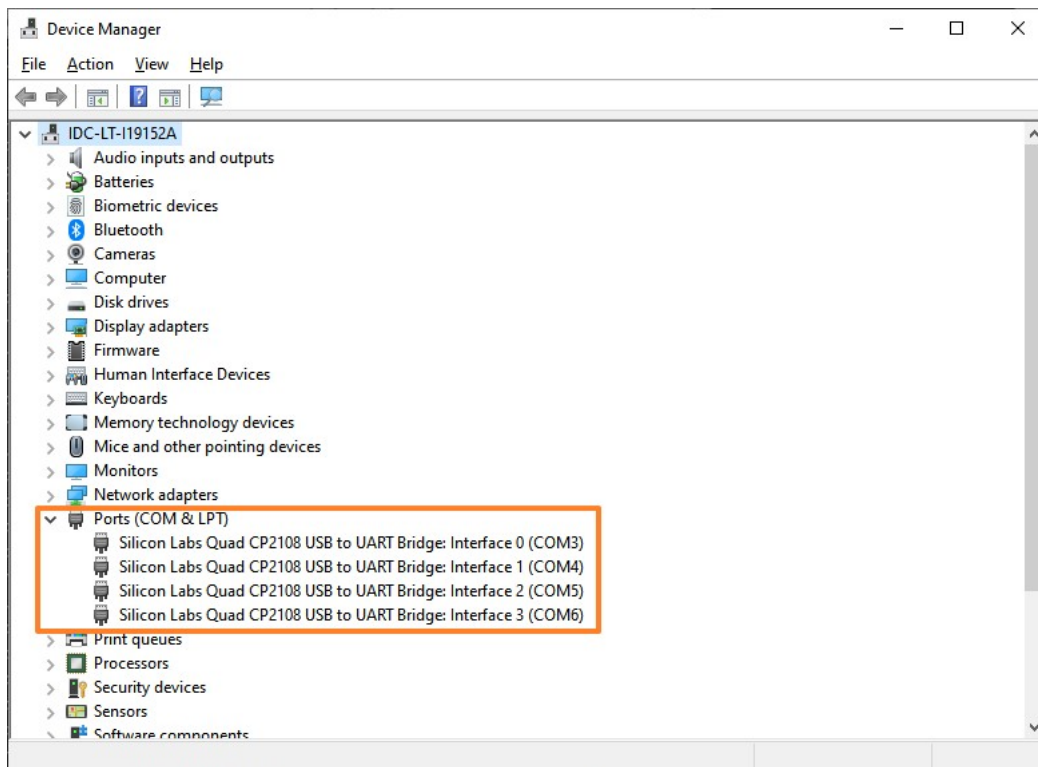 Device Manager
File Action View Help
IDC-LT-I19152A
Audio inputs and outputs
Batteries
Biometric devices
Bluetooth
Cameras
Computer
Disk drives
Display adapters
Firmware
Human Interface Devices
Keyboards
Memory technology devices
Mice and other pointing devices
Monitors
Network adapters
Ports (COM & LPT)
Silicon Labs Quad CP2108 USB to UART Bridge: Interface 0 (COM3)
Silicon Labs Quad CP2108 USB to UART Bridge: Interface 1 (COM4)
Silicon Labs Quad CP2108 USB to UART Bridge: Interface 2 (COM5)
Silicon Labs Quad CP2108 USB to UART Bridge: Interface 3 (COM6)
Print queues
Processors
Security devices
Sensors
Software components